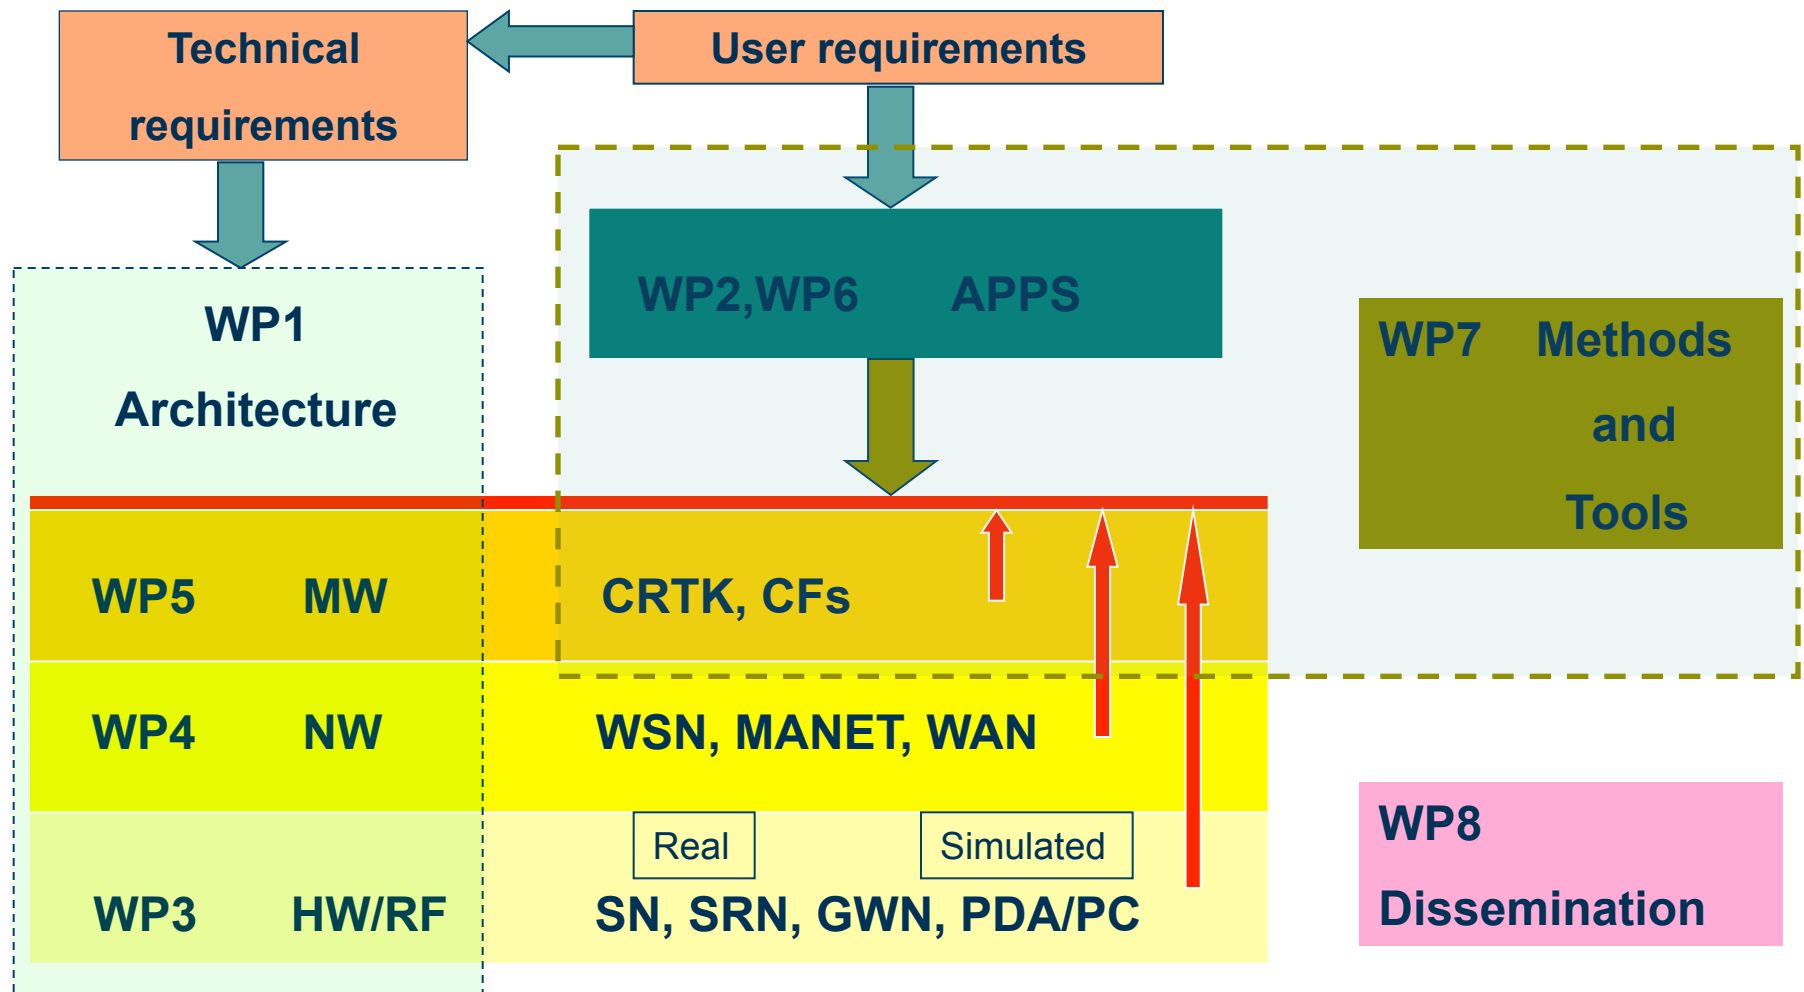 Technical
requirements
User requirements
WP1
Architecture
WP2,WP6 APPS
WP7 Methods
and
Tools
WP5 MW CRTK, CFs
WP4 NW WSN, MANET, WAN
Real Simulated
WP3 HW/RF SN, SRN, GWN, PDA/PC
WP8
Dissemination